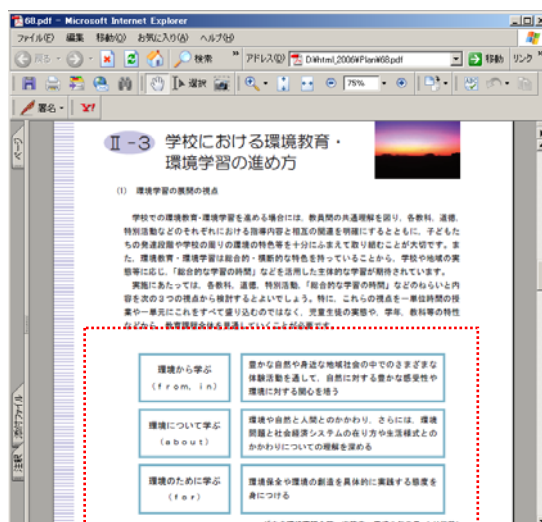 68.pdf - Microsoft Internet Explorer
ファイル(F) 編集 移動(O) お気に入り(A) ヘルプ(H)
戻る 検索 アドレス(D) D:\html_2006\Plan\68.pdf 移動 リンク
選択 75%
署名 Y!
ページ
Ⅱ-3 学校における環境教育・
環境学習の進め方
(1) 環境学習の展開の視点
学校での環境教育・環境学習を進める場合には、教員間の共通理解を図り、各教科、道徳、
特別活動などのそれぞれにおける指導内容と相互の関連を明確にするとともに、子どもた
ちの発達段階や学校の周りの環境の特色等を十分にふまえて取り組むことが大切です。ま
た、環境教育・環境学習は総合的・横断的な特色を持っていることから、学校や地域の実
態等に応じ、「総合的な学習の時間」などを活用した主体的な学習が期待されています。
実施にあたっては、各教科、道徳、特別活動、「総合的な学習の時間」などのねらいと内
容を次の3つの視点から検討するとよいでしょう。特に、これらの視点を一単位時間の授
業や一単元にこれをすべて盛り込むのではなく、児童生徒の実態や、学年、教科等の特性
などから、教育課程全体を見通していくことが必要です。
環境から学ぶ
(from, in)
豊かな自然や身近な地域社会の中でのさまざまな
体験活動を通して、自然に対する豊かな感受性や
環境に対する関心を培う
環境について学ぶ
(about)
環境や自然と人間とのかかわり、さらには、環境
問題と社会経済システムの在り方や生活様式との
かかわりについての理解を深める
環境のために学ぶ
(for)
環境保全や環境の創造を具体的に実践する態度を
身につける
添付ファイル
注釈